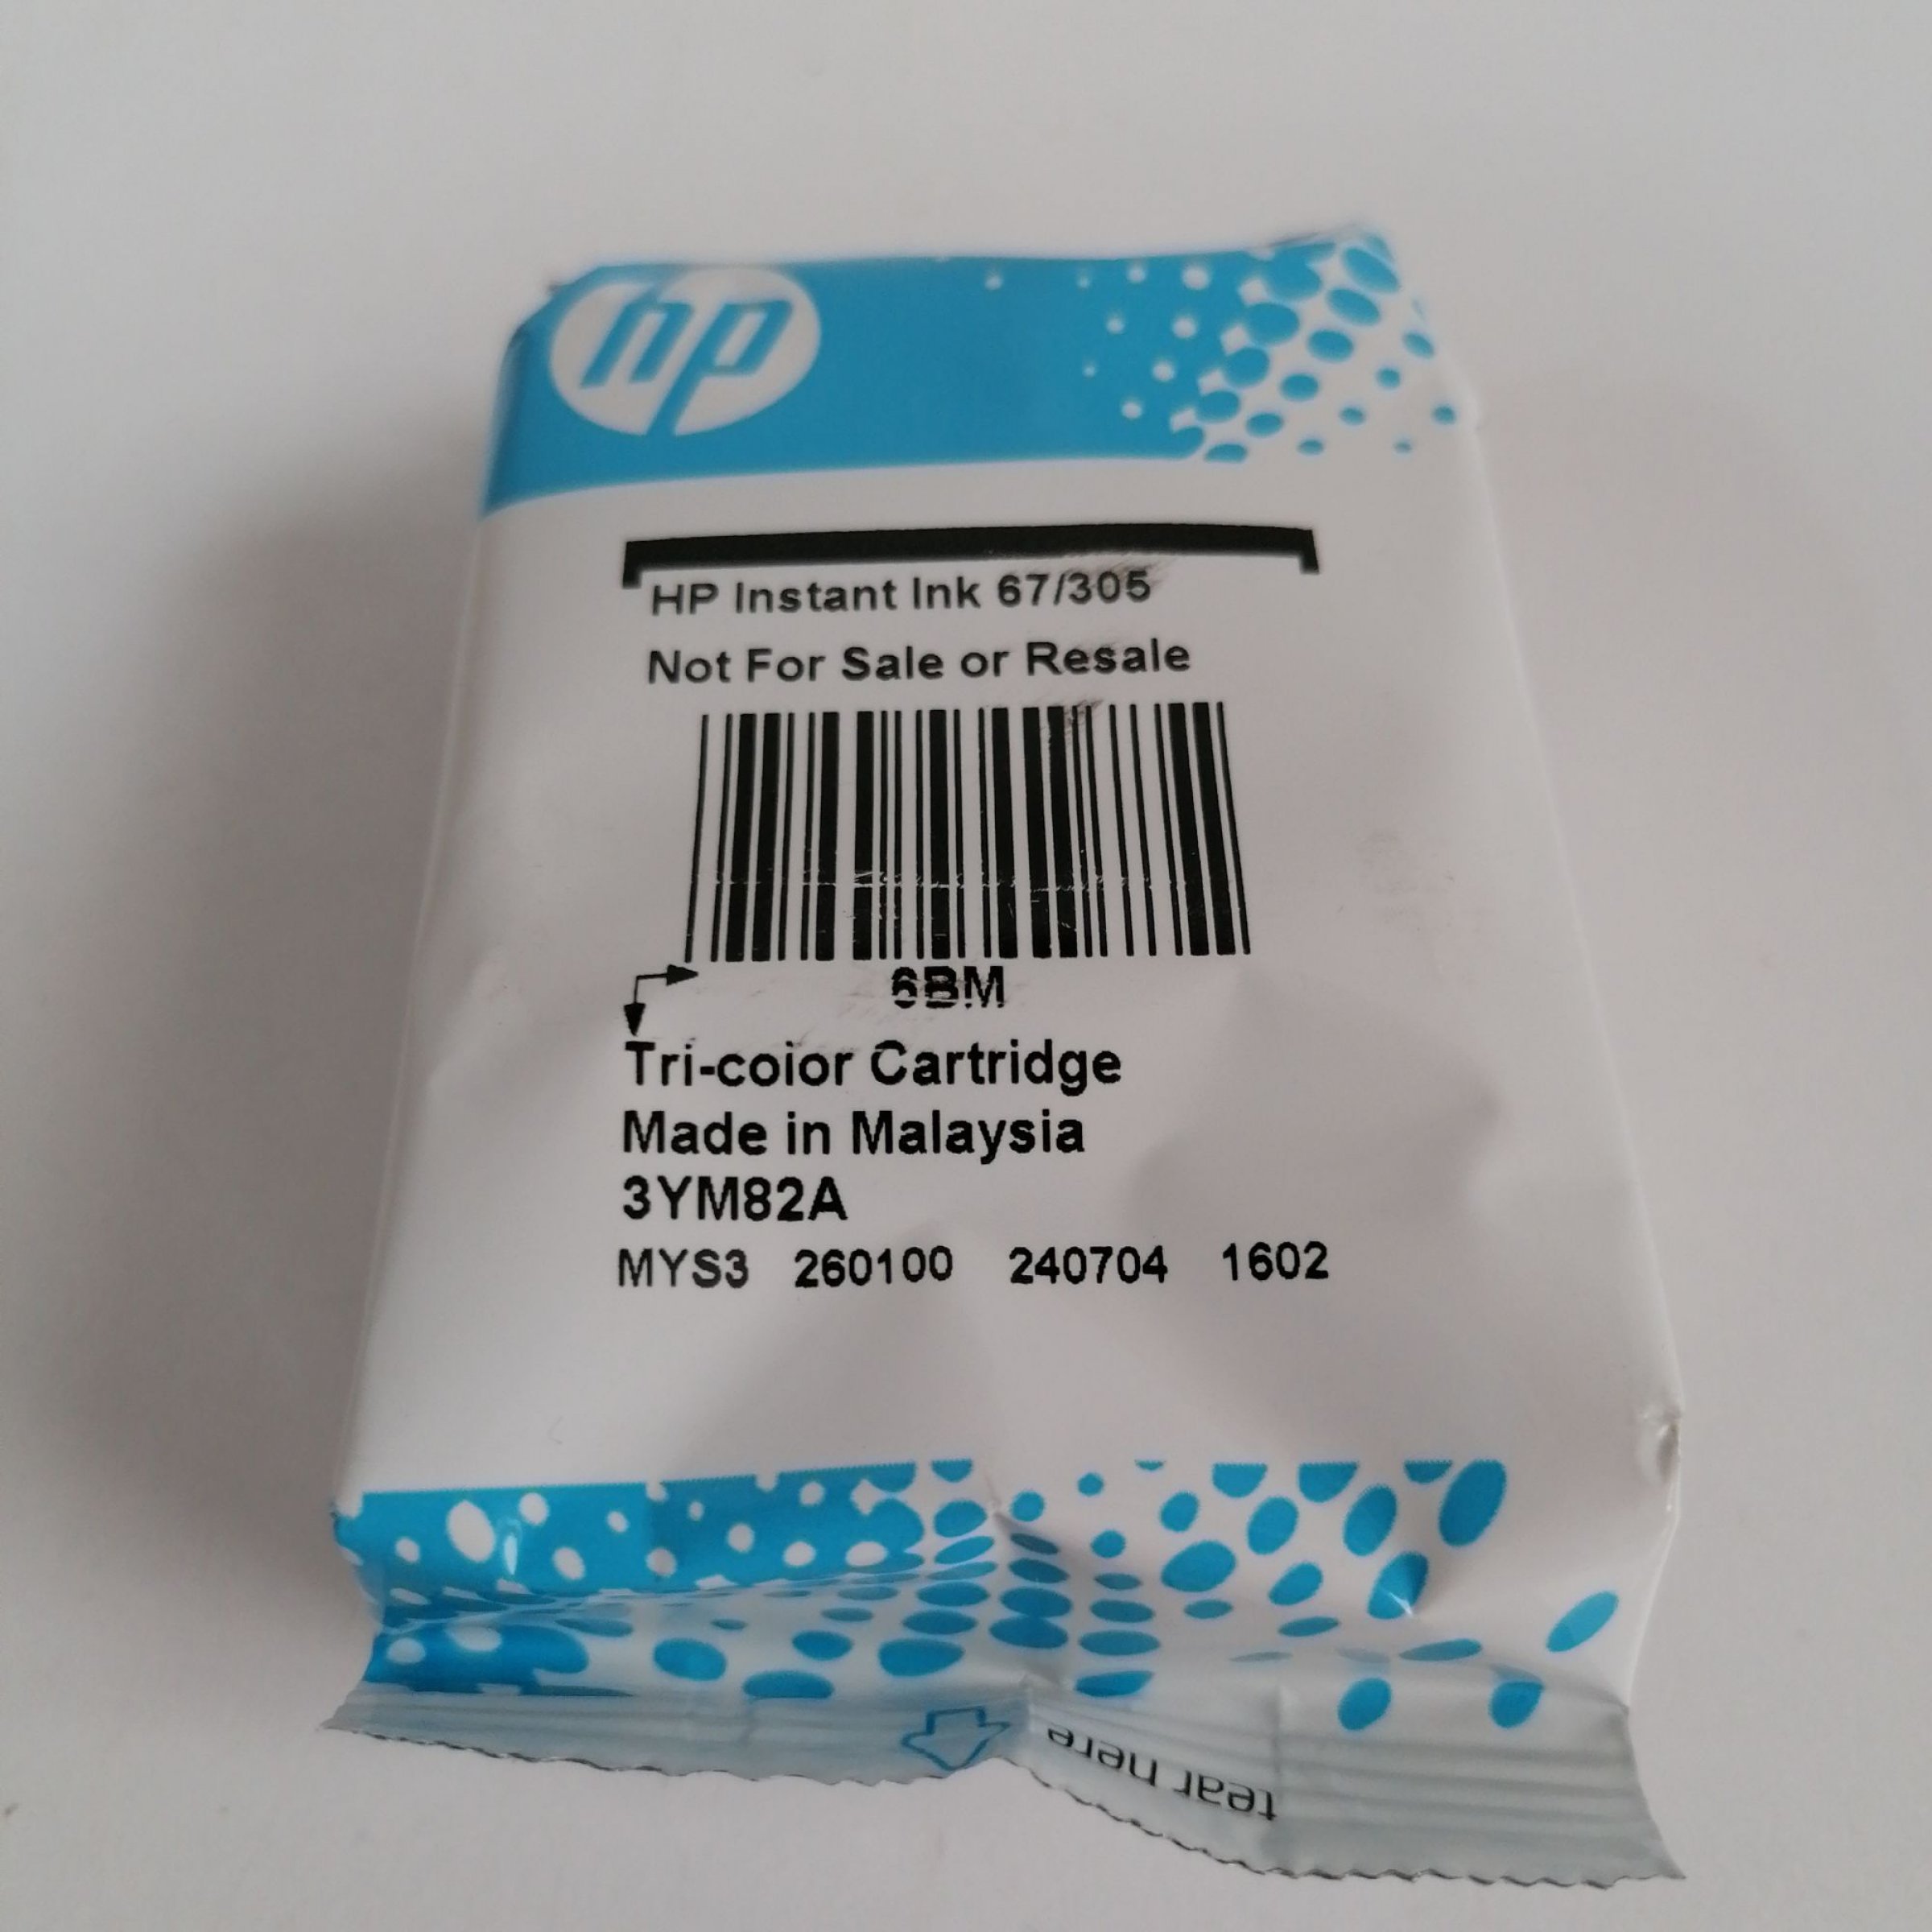 hp
HP Instant Ink 67/305
Not For Sale or Resale
6BM
Tri-color Cartridge
Made in Malaysia
3YM82A
MYS3 260100 240704 1602
tear here